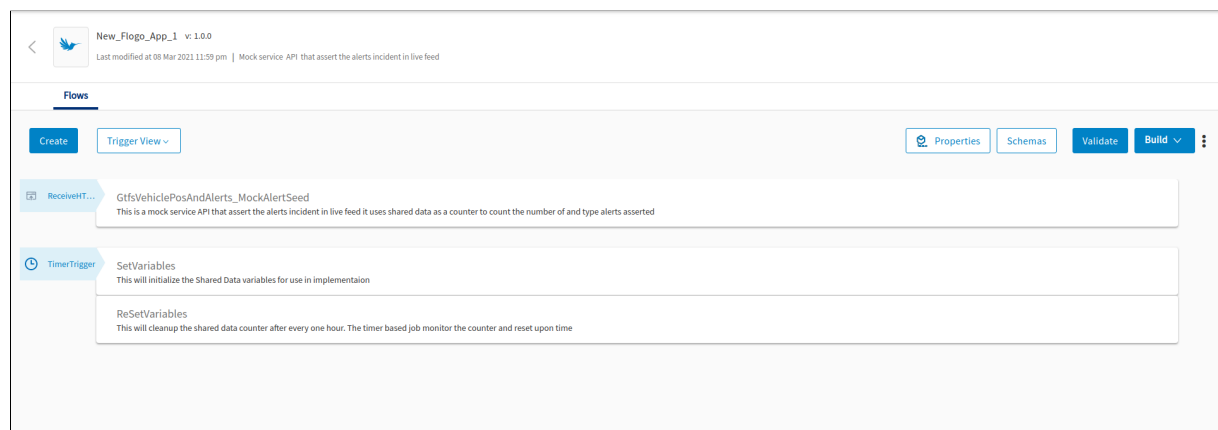 New_Flogo_App_1 v: 1.0.0
Last modified at 08 Mar 2021 11:59 pm | Mock service API that assert the alerts incident in live feed
Flows
Create
Trigger View
Properties
Schemas
Validate
Build
ReceiveHT...
GtfsVehiclePosAndAlerts_MockAlertSeed
This is a mock service API that assert the alerts incident in live feed it uses shared data as a counter to count the number of and type alerts asserted
TimerTrigger
SetVariables
This will initialize the Shared Data variables for use in implementaion
ReSetVariables
This will cleanup the shared data counter after every one hour. The timer based job monitor the counter and reset upon time